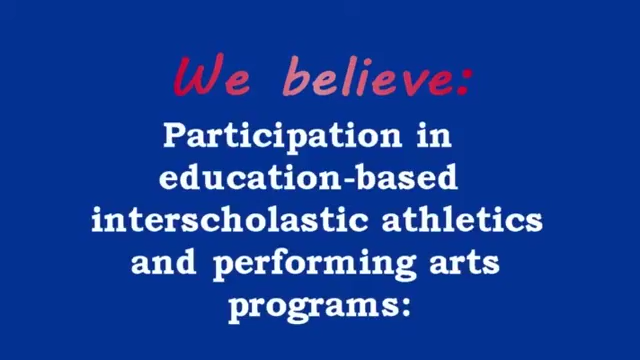 We believe:
Participation in
education-based
interscholastic athletics
and performing arts
programs: